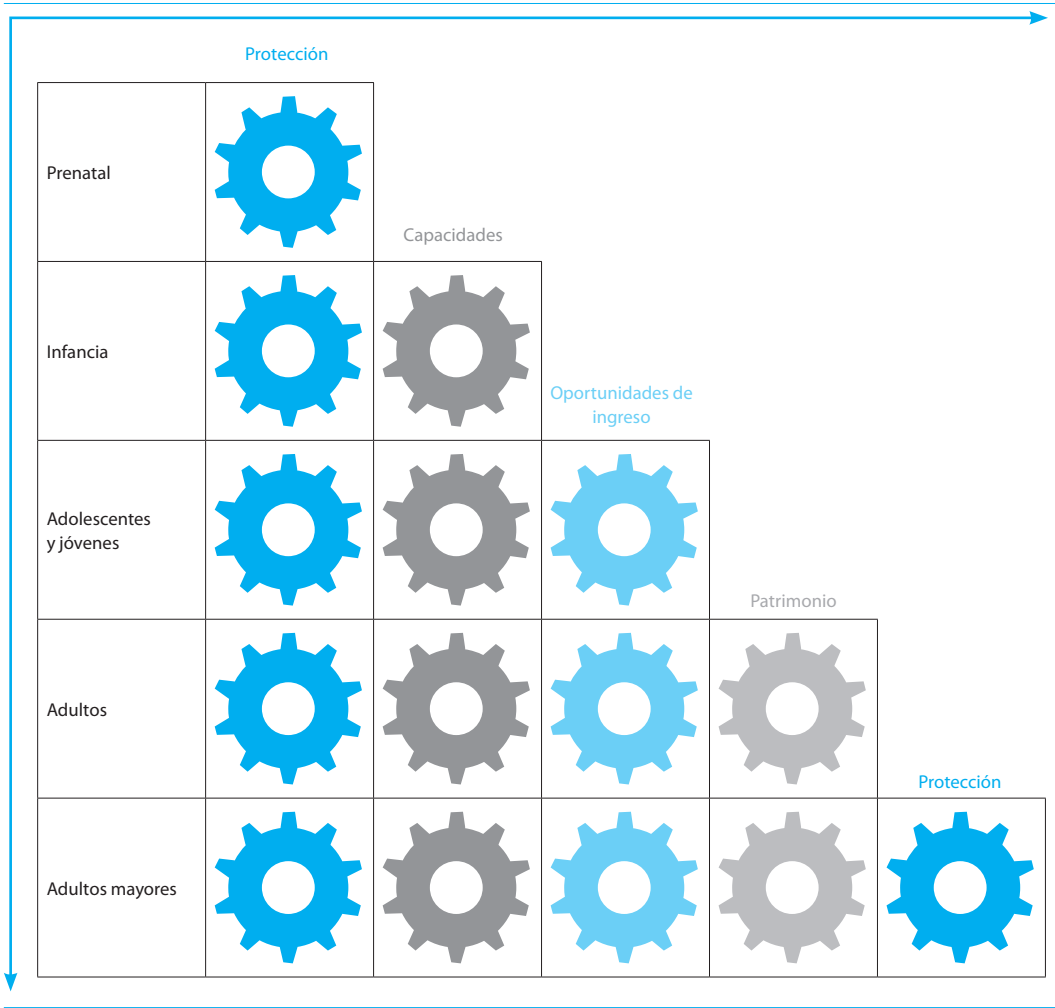 Protección
Prenatal
Capacidades
Infancia
Oportunidades de
ingreso
Adolescentes
y jóvenes
Patrimonio
Adultos
Protección
Adultos mayores